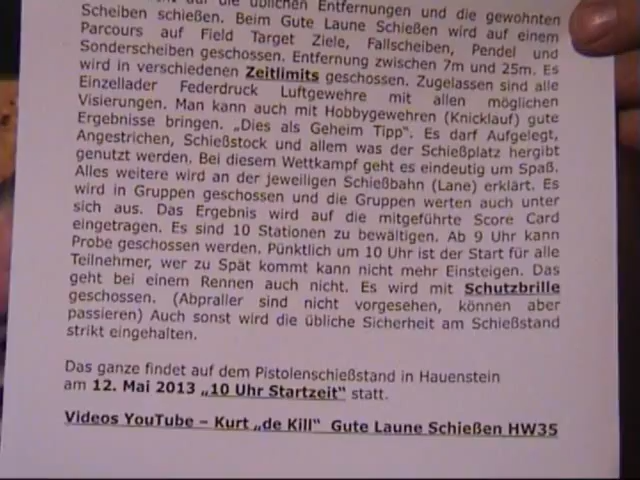 auf die üblichen Entfernungen und die gewohnten
Scheiben schießen. Beim Gute Laune Schießen wird auf einem
Parcours auf Field Target Ziele, Fallscheiben, Pendel und
Sonderscheiben geschossen. Entfernung zwischen 7m und 25m. Es
wird in verschiedenen Zeitlimits geschossen. Zugelassen sind alle
Einzellader Federdruck Luftgewehre mit allen möglichen
Visierungen. Man kann auch mit Hobbygewehren (Knicklauf) gute
Ergebnisse bringen. „Dies als Geheim Tipp“. Es darf Aufgelegt,
Angestrichen, Schießstock und allem was der Schießplatz hergibt
genutzt werden. Bei diesem Wettkampf geht es eindeutig um Spaß.
Alles weitere wird an der jeweiligen Schießbahn (Lane) erklärt. Es
wird in Gruppen geschossen und die Gruppen werten auch unter
sich aus. Das Ergebnis wird auf die mitgeführte Score Card
eingetragen. Es sind 10 Stationen zu bewältigen. Ab 9 Uhr kann
Probe geschossen werden. Pünktlich um 10 Uhr ist der Start für alle
Teilnehmer, wer zu Spät kommt kann nicht mehr Einsteigen. Das
geht bei einem Rennen auch nicht. Es wird mit Schutzbrille
geschossen. (Abpraller sind nicht vorgesehen, können aber
passieren) Auch sonst wird die übliche Sicherheit am Schießstand
strikt eingehalten.
Das ganze findet auf dem Pistolenschießstand in Hauenstein
am 12. Mai 2013 „10 Uhr Startzeit“ statt.
Videos YouTube – Kurt „de Kill“ Gute Laune Schießen HW35